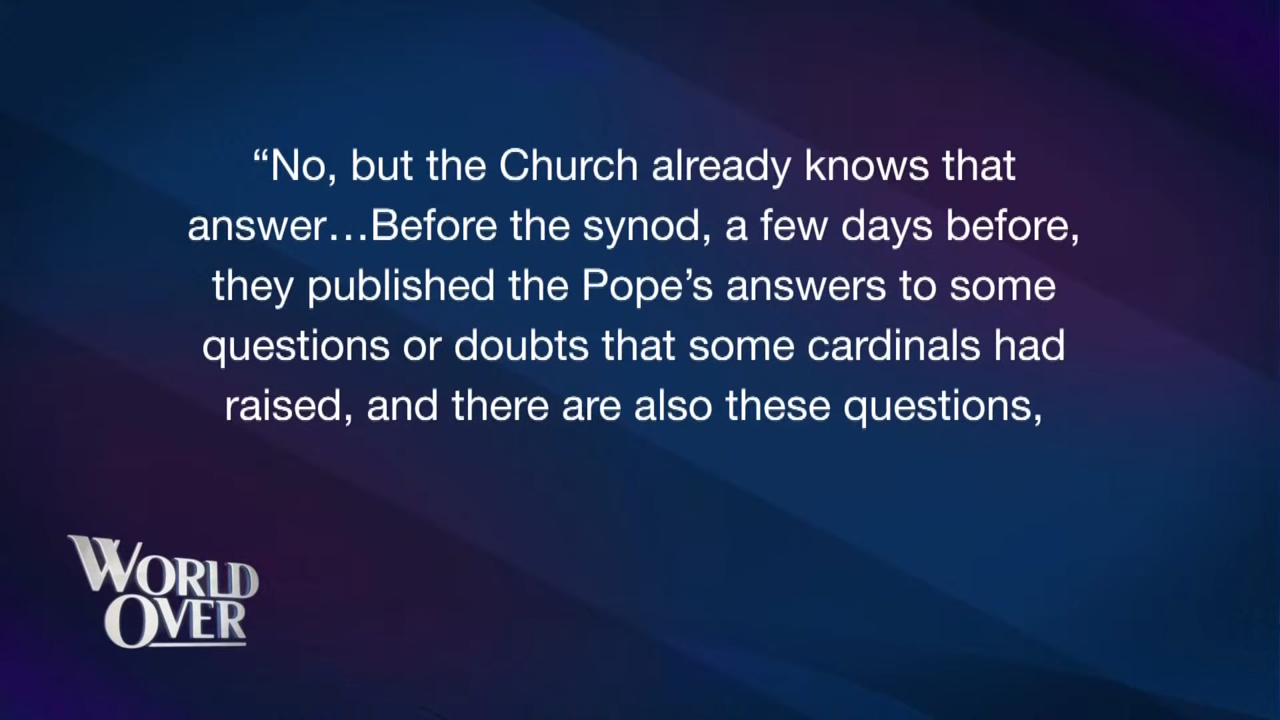 “No, but the Church already knows that
answer…Before the synod, a few days before,
they published the Pope’s answers to some
questions or doubts that some cardinals had
raised, and there are also these questions,
WORLD
OVER